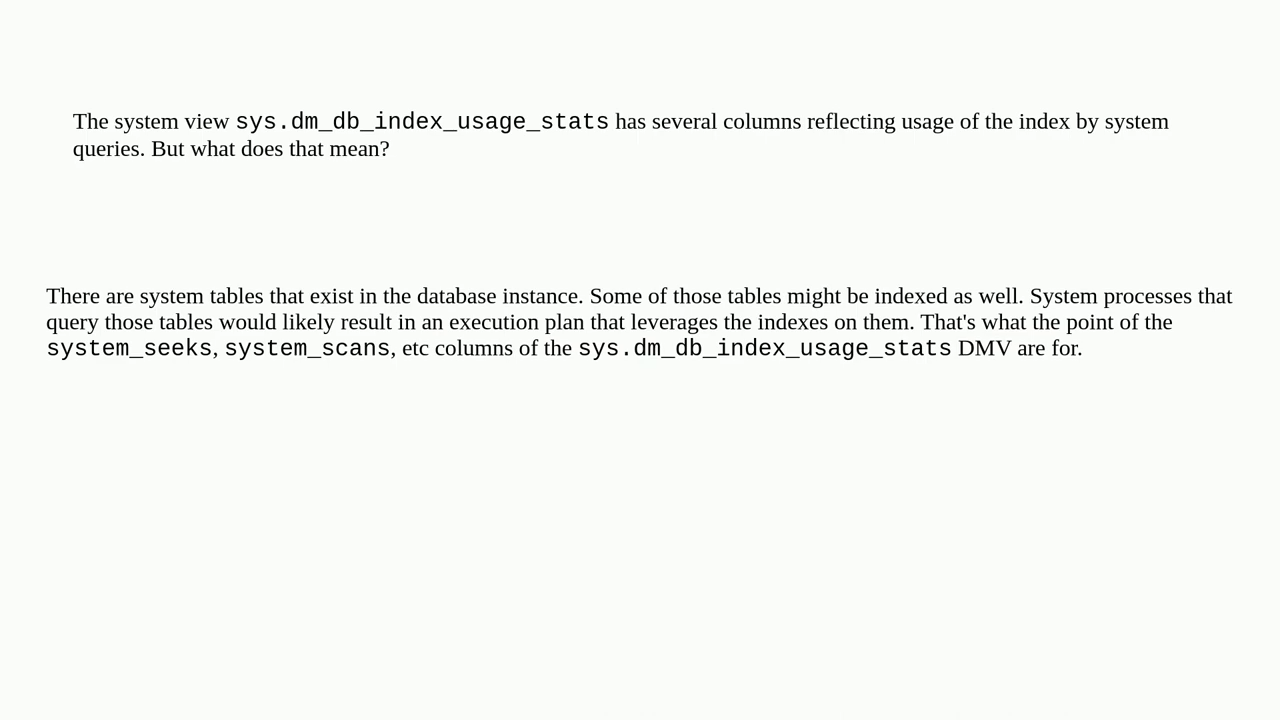 The system view sys.dm_db_index_usage_stats has several columns reflecting usage of the index by system
queries. But what does that mean?
There are system tables that exist in the database instance. Some of those tables might be indexed as well. System processes that
query those tables would likely result in an execution plan that leverages the indexes on them. That's what the point of the
system_seeks, system_scans, etc columns of the sys.dm_db_index_usage_stats DMV are for.